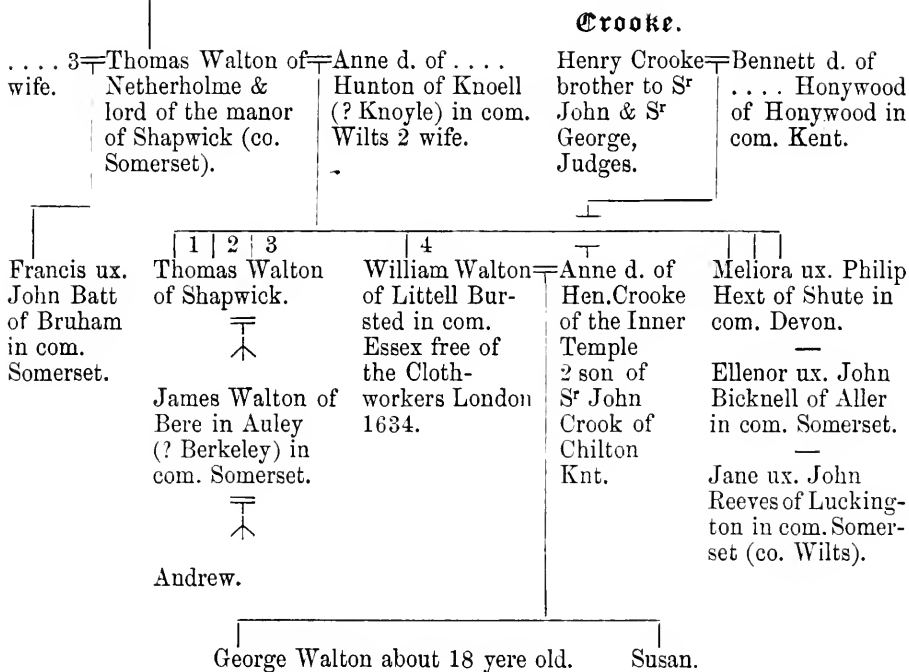 Crooke.
. . . . 3
wife.
Thomas Walton of
Netherholme &
lord of the manor
of Shapwick (co.
Somerset).
Anne d. of . . . .
Hunton of Knoell
(? Knoyle) in com.
Wilts 2 wife.
Henry Crooke
brother to Sʳ
John & Sʳ
George,
Judges.
Bennett d. of
. . . . Honywood
of Honywood in
com. Kent.
Francis ux.
John Batt
of Bruham
in com.
Somerset.
1 2 3
Thomas Walton
of Shapwick.
James Walton of
Bere in Auley
(? Berkeley) in
com. Somerset.
Andrew.
4
William Walton
of Littell Bur-
sted in com.
Essex free of
the Cloth-
workers London
1634.
Anne d. of
Hen. Crooke
of the Inner
Temple
2 son of
Sʳ John
Crook of
Chilton
Knt.
Meliora ux. Philip
Hext of Shute in
com. Devon.
—
Ellenor ux. John
Bicknell of Aller
in com. Somerset.
—
Jane ux. John
Reeves of Lucking-
ton in com. Somer-
set (co. Wilts).
George Walton about 18 yere old.
Susan.